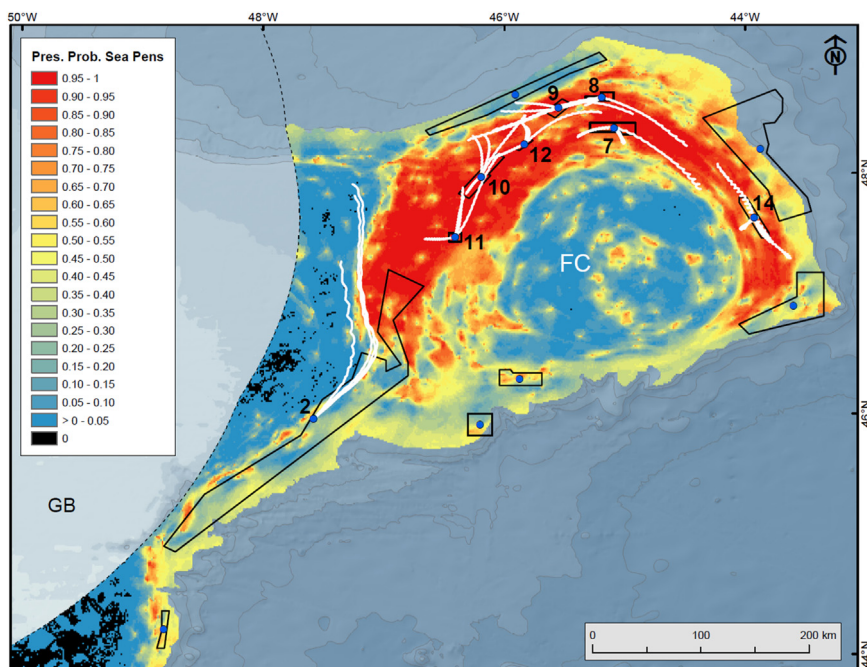 50°W
48°W
46°W
44°W
Pres. Prob. Sea Pens
0.95 - 1
0.90 - 0.95
0.85 - 0.90
0.80 - 0.85
0.75 - 0.80
0.70 - 0.75
0.65 - 0.70
0.60 - 0.65
0.55 - 0.60
0.50 - 0.55
0.45 - 0.50
0.40 - 0.45
0.35 - 0.40
0.30 - 0.35
0.25 - 0.30
0.20 - 0.25
0.15 - 0.20
0.10 - 0.15
0.05 - 0.10
> 0 - 0.05
0
N
8
9
7
12
48°N
10
14
11
FC
2
46°N
GB
0 100 200 km
44°N